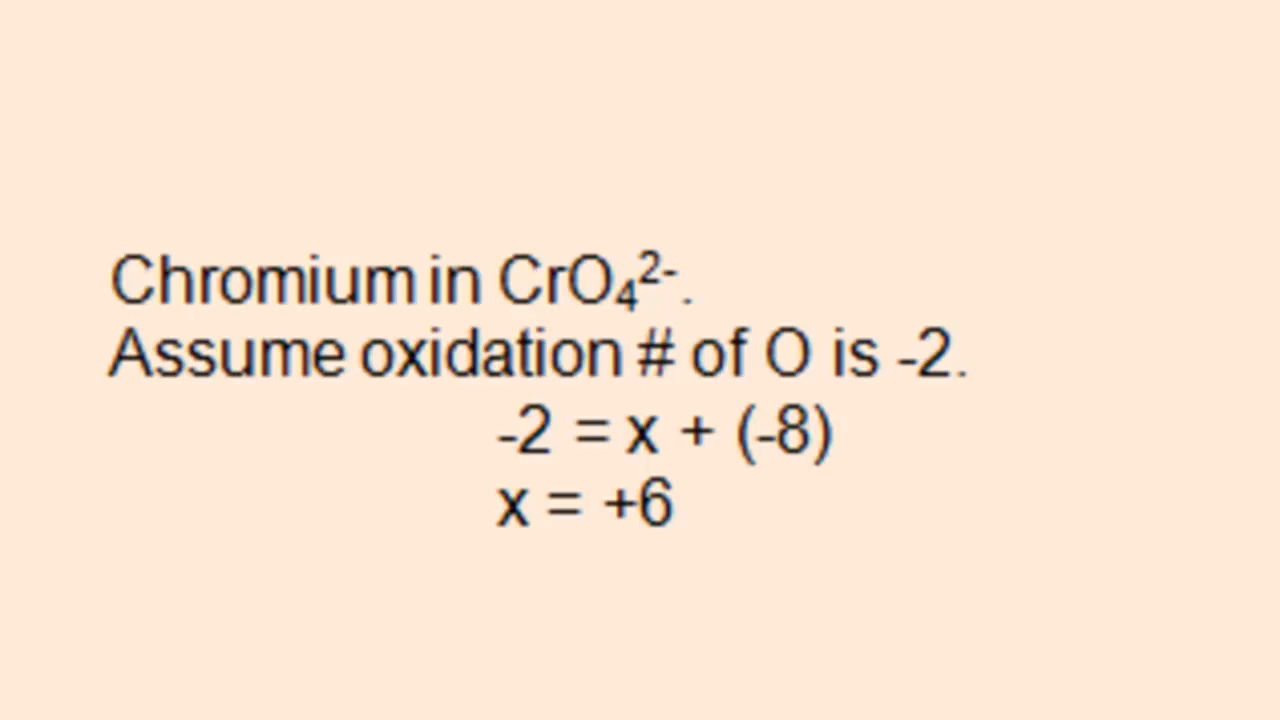 Chromium in CrO₄²⁻.
Assume oxidation # of O is -2.
-2 = x + (-8)
x = +6